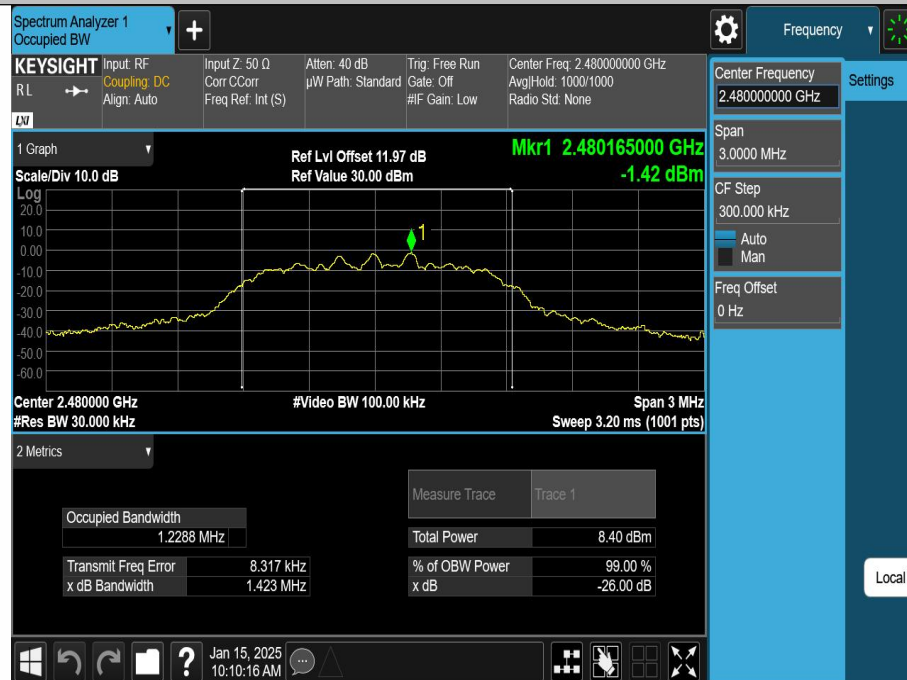 Spectrum Analyzer 1
Occupied BW
+
Frequency
KEYSIGHT
RL
LXI
Input: RF
Coupling: DC
Align: Auto
Input Z: 50 Ω
Corr CCorr
Freq Ref: Int (S)
Atten: 40 dB
µW Path: Standard
Trig: Free Run
Gate: Off
#IF Gain: Low
Center Freq: 2.480000000 GHz
Avg|Hold: 1000/1000
Radio Std: None
Center Frequency
2.480000000 GHz
Settings
Span
3.0000 MHz
CF Step
300.000 kHz
Auto
Man
Freq Offset
0 Hz
Local
1 Graph
Scale/Div 10.0 dB
Ref Lvl Offset 11.97 dB
Ref Value 30.00 dBm
Mkr1 2.480165000 GHz
-1.42 dBm
Log
20.0
10.0
0.00
-10.0
-20.0
-30.0
-40.0
-50.0
-60.0
1
Center 2.480000 GHz
#Res BW 30.000 kHz
#Video BW 100.00 kHz
Span 3 MHz
Sweep 3.20 ms (1001 pts)
2 Metrics
Measure Trace
Trace 1
Occupied Bandwidth
1.2288 MHz
Total Power
8.40 dBm
Transmit Freq Error
8.317 kHz
% of OBW Power
99.00 %
x dB Bandwidth
1.423 MHz
x dB
-26.00 dB
?
Jan 15, 2025
10:10:16 AM